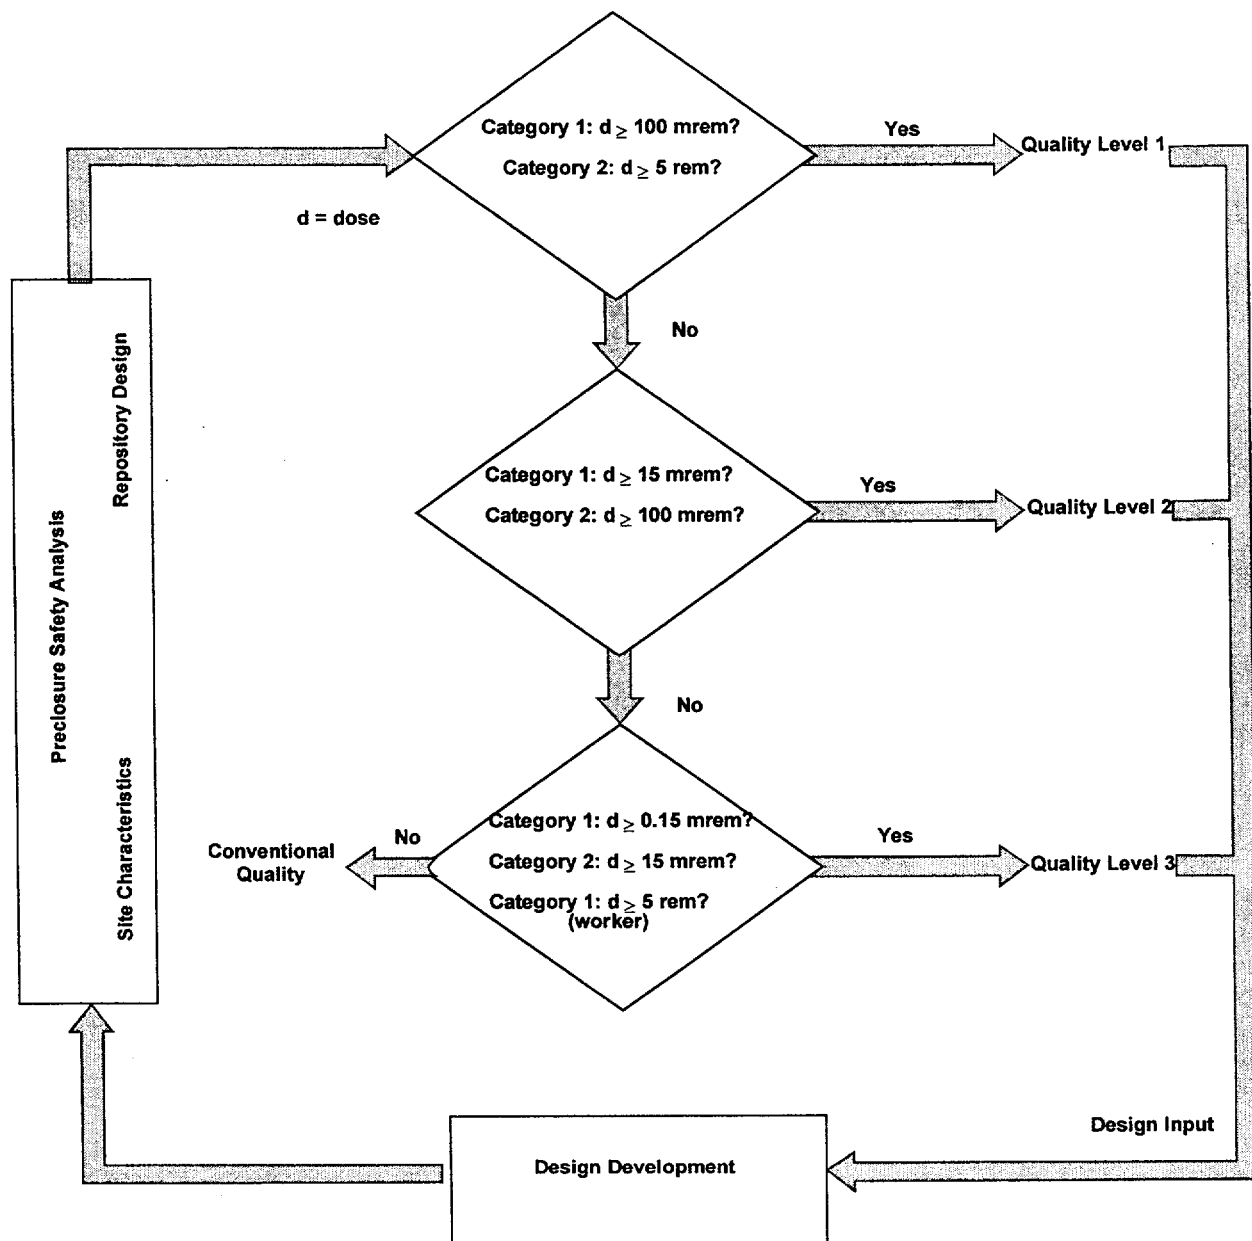 Category 1: d ≥ 100 mrem?
Category 2: d ≥ 5 rem?
Yes
Quality Level 1
d = dose
No
Preclosure Safety Analysis
Repository Design
Site Characteristics
Category 1: d ≥ 15 mrem?
Category 2: d ≥ 100 mrem?
Yes
Quality Level 2
No
Category 1: d ≥ 0.15 mrem?
Category 2: d ≥ 15 mrem?
Category 1: d ≥ 5 rem?
(worker)
No
Conventional
Quality
Yes
Quality Level 3
Design Input
Design Development